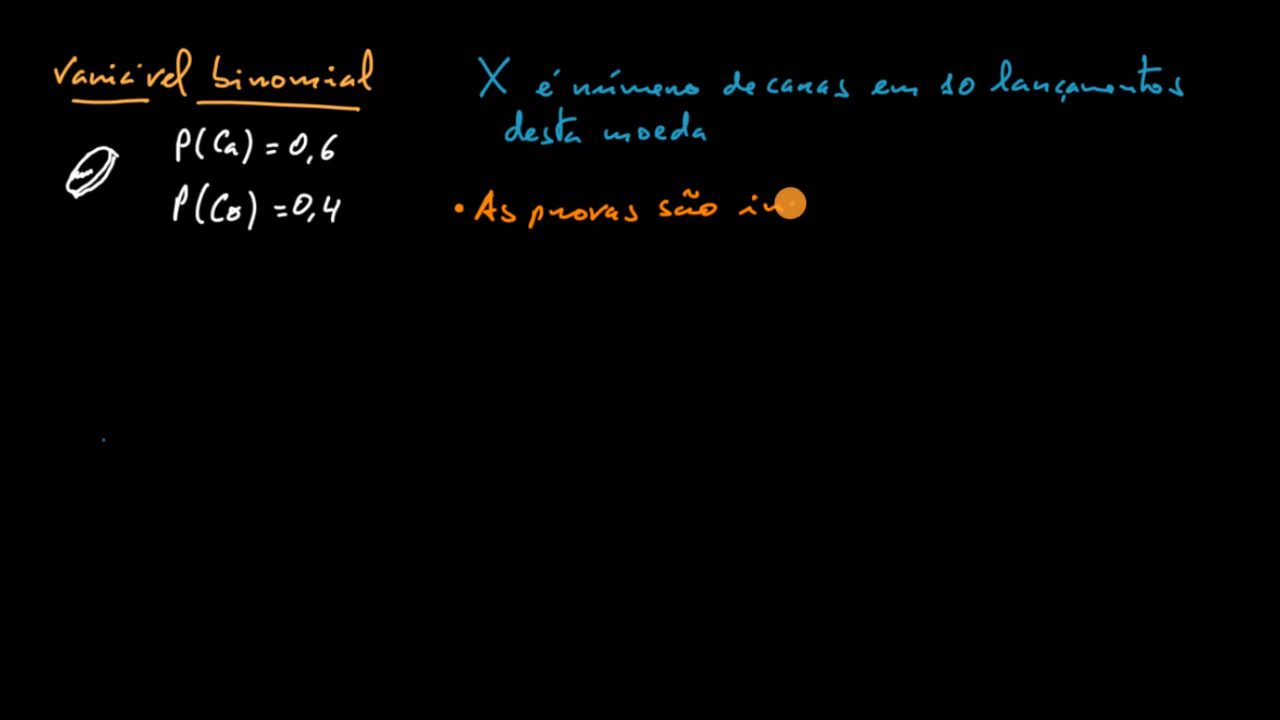 Variável binomial
P(Ca) = 0,6
P(Co) = 0,4
X é número de caras em 10 lançamentos
desta moeda
• As provas são